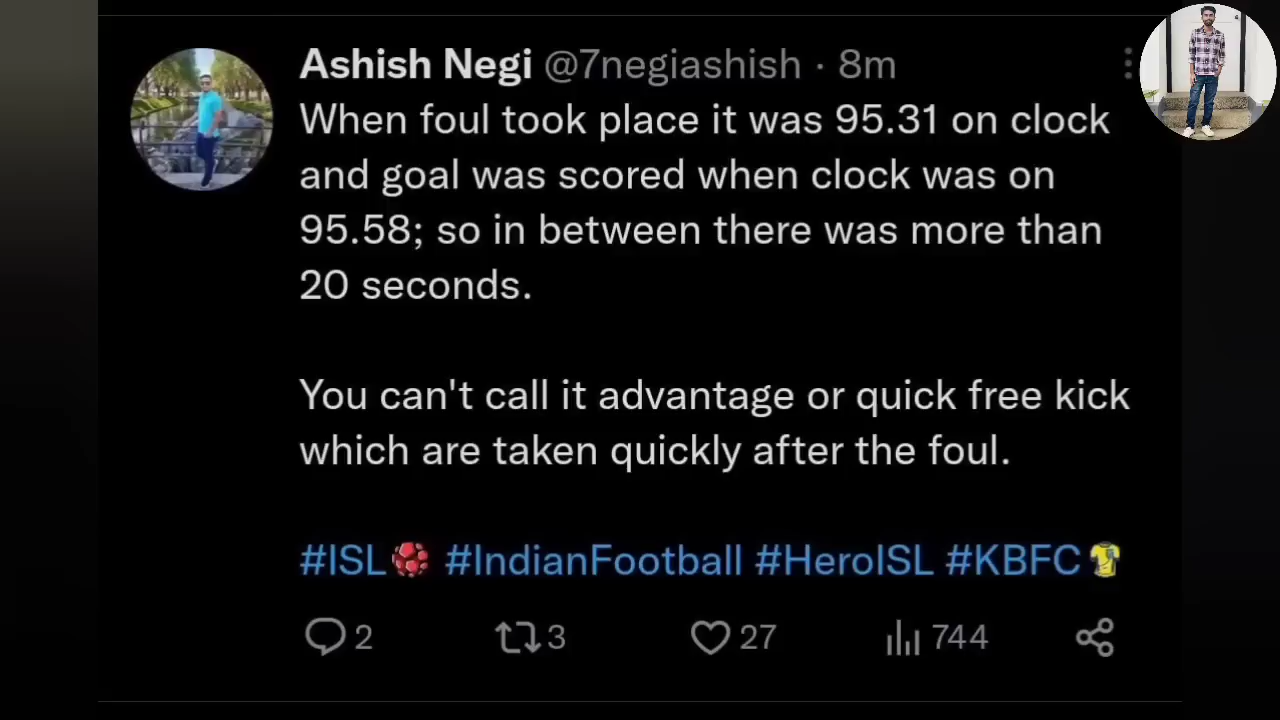 Ashish Negi @7negiashish · 8m
When foul took place it was 95.31 on clock
and goal was scored when clock was on
95.58; so in between there was more than
20 seconds.
You can't call it advantage or quick free kick
which are taken quickly after the foul.
#ISL #IndianFootball #HeroISL #KBFC
2 3 27 744